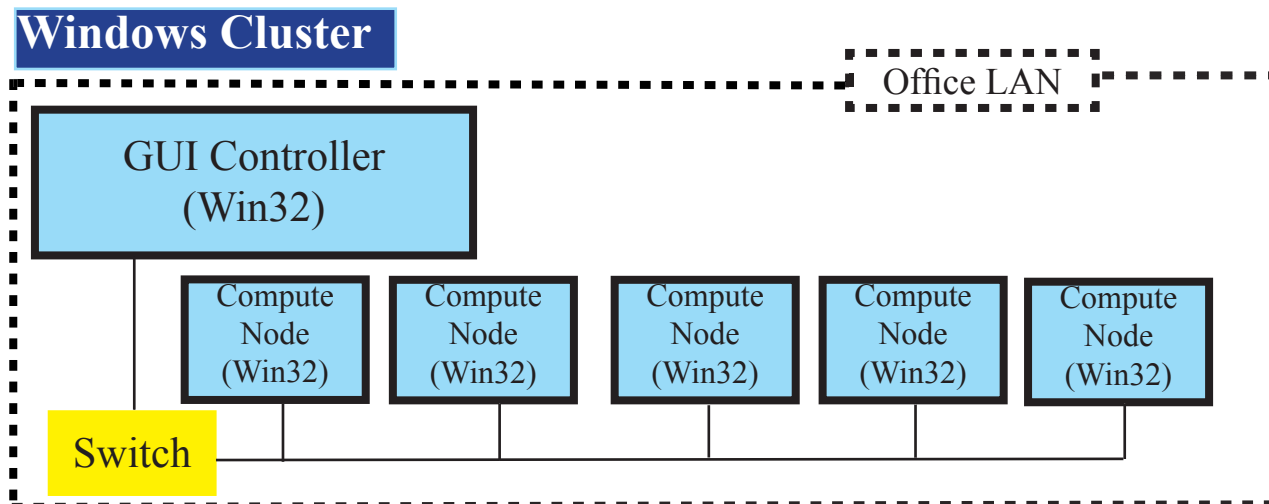 Windows Cluster
Office LAN
GUI Controller
(Win32)
Compute
Node
(Win32)
Compute
Node
(Win32)
Compute
Node
(Win32)
Compute
Node
(Win32)
Compute
Node
(Win32)
Switch